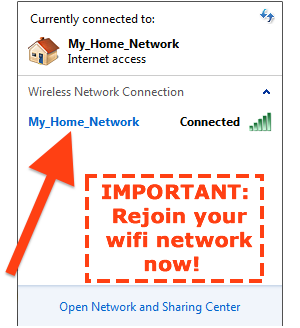 Currently connected to:
My_Home_Network
Internet access
Wireless Network Connection
My_Home_Network Connected
IMPORTANT:
Rejoin your
wifi network
now!
Open Network and Sharing Center